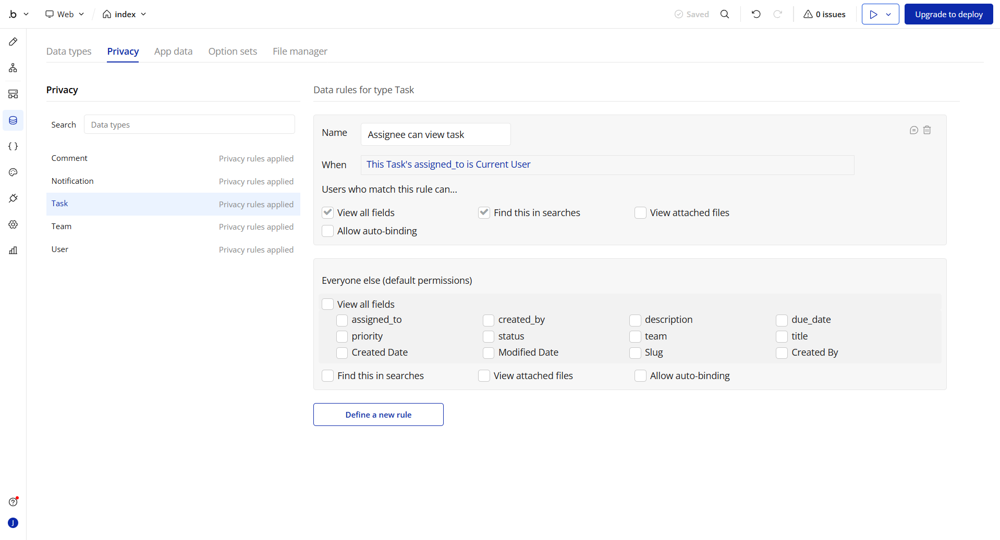 .b
Web
index
Saved
0 issues
Upgrade to deploy
Data types
Privacy
App data
Option sets
File manager
Privacy
Search
Data types
Comment
Privacy rules applied
Notification
Privacy rules applied
Task
Privacy rules applied
Team
Privacy rules applied
User
Privacy rules applied
Data rules for type Task
Name
Assignee can view task
When
This Task's assigned_to is Current User
Users who match this rule can...
View all fields
Find this in searches
View attached files
Allow auto-binding
Everyone else (default permissions)
View all fields
assigned_to
created_by
description
due_date
priority
status
team
title
Created Date
Modified Date
Slug
Created By
Find this in searches
View attached files
Allow auto-binding
Define a new rule
J